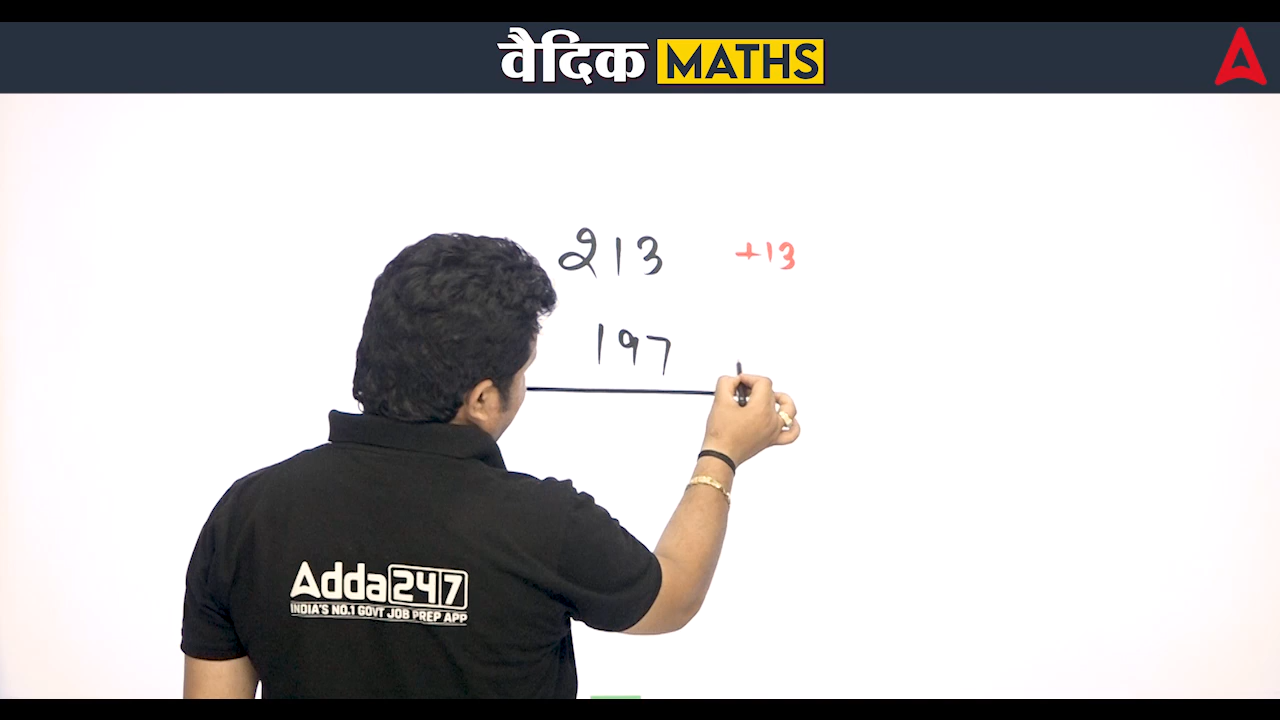 वैदिक MATHS
213 +13
197
Adda247
INDIA'S NO.1 GOVT JOB PREP APP